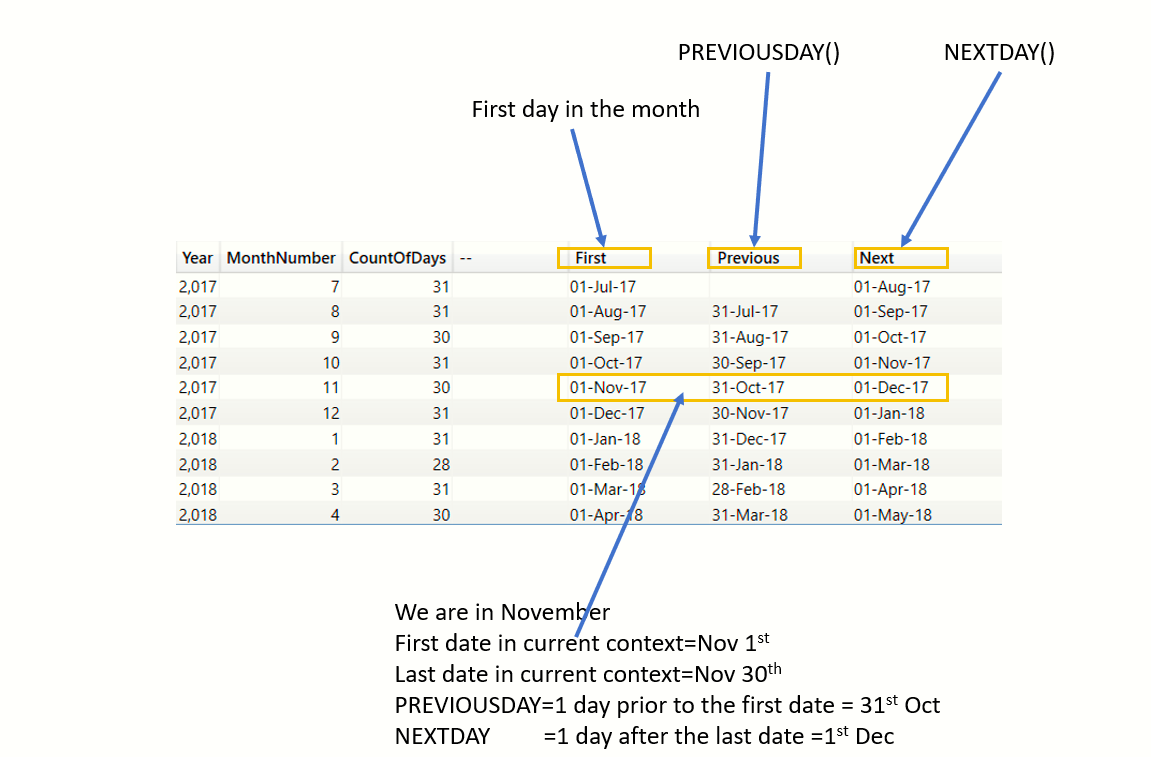 PREVIOUSDAY() NEXTDAY()
First day in the month
Year MonthNumber CountOfDays -- First Previous Next
2,017 7 31 01-Jul-17 01-Aug-17
2,017 8 31 01-Aug-17 31-Jul-17 01-Sep-17
2,017 9 30 01-Sep-17 31-Aug-17 01-Oct-17
2,017 10 31 01-Oct-17 30-Sep-17 01-Nov-17
2,017 11 30 01-Nov-17 31-Oct-17 01-Dec-17
2,017 12 31 01-Dec-17 30-Nov-17 01-Jan-18
2,018 1 31 01-Jan-18 31-Dec-17 01-Feb-18
2,018 2 28 01-Feb-18 31-Jan-18 01-Mar-18
2,018 3 31 01-Mar-18 28-Feb-18 01-Apr-18
2,018 4 30 01-Apr-18 31-Mar-18 01-May-18
We are in November
First date in current context=Nov 1st
Last date in current context=Nov 30th
PREVIOUSDAY=1 day prior to the first date = 31st Oct
NEXTDAY =1 day after the last date =1st Dec